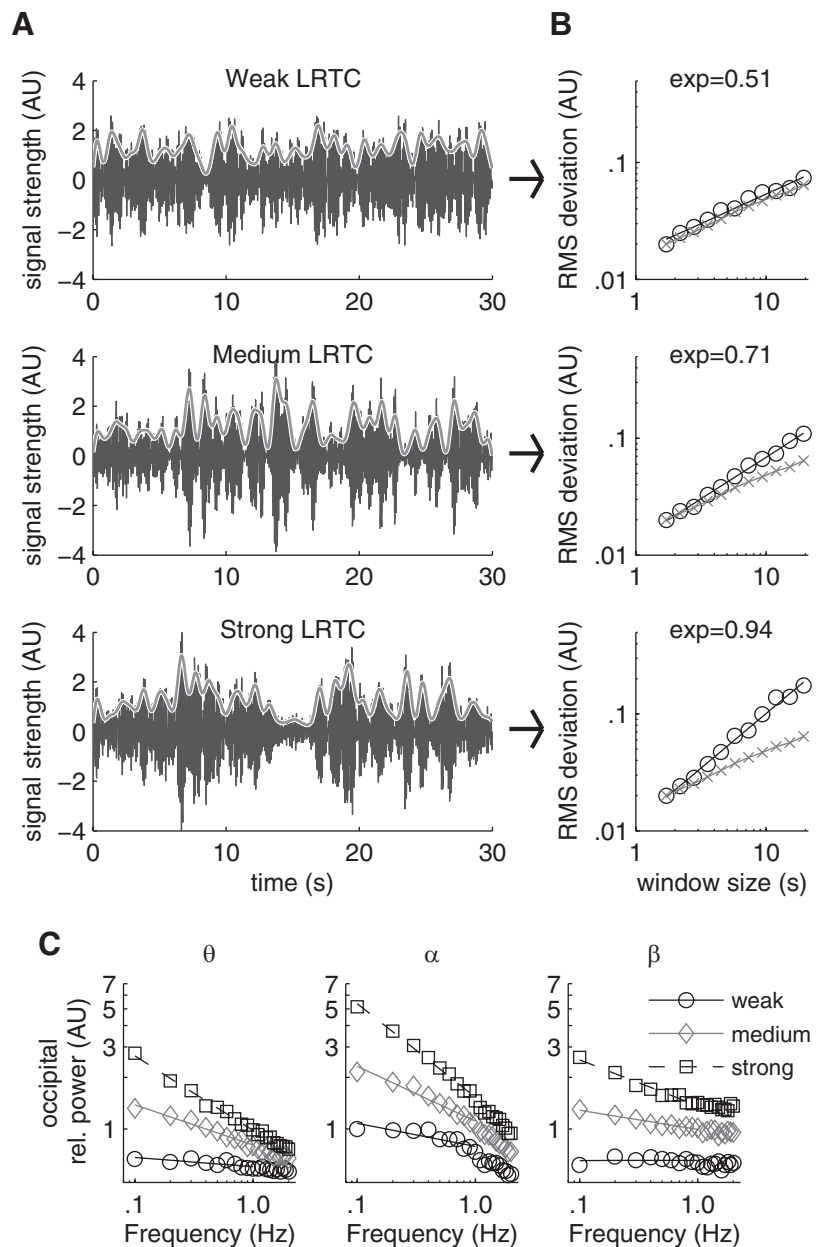 A
B
Weak LRTC
exp=0.51
signal strength (AU)
4
2
0
−2
−4
0
10
20
30
RMS deviation (AU)
.1
.01
1
10
Medium LRTC
exp=0.71
signal strength (AU)
4
2
0
−2
−4
0
10
20
30
RMS deviation (AU)
.1
.01
1
10
Strong LRTC
exp=0.94
signal strength (AU)
4
2
0
−2
−4
0
10
20
30
time (s)
RMS deviation (AU)
.1
.01
1
10
window size (s)
C
θ
α
β
occipital
rel. power (AU)
7
5
3
1
.1
1.0
Frequency (Hz)
7
5
3
1
.1
1.0
Frequency (Hz)
7
5
3
1
.1
1.0
Frequency (Hz)
weak
medium
strong